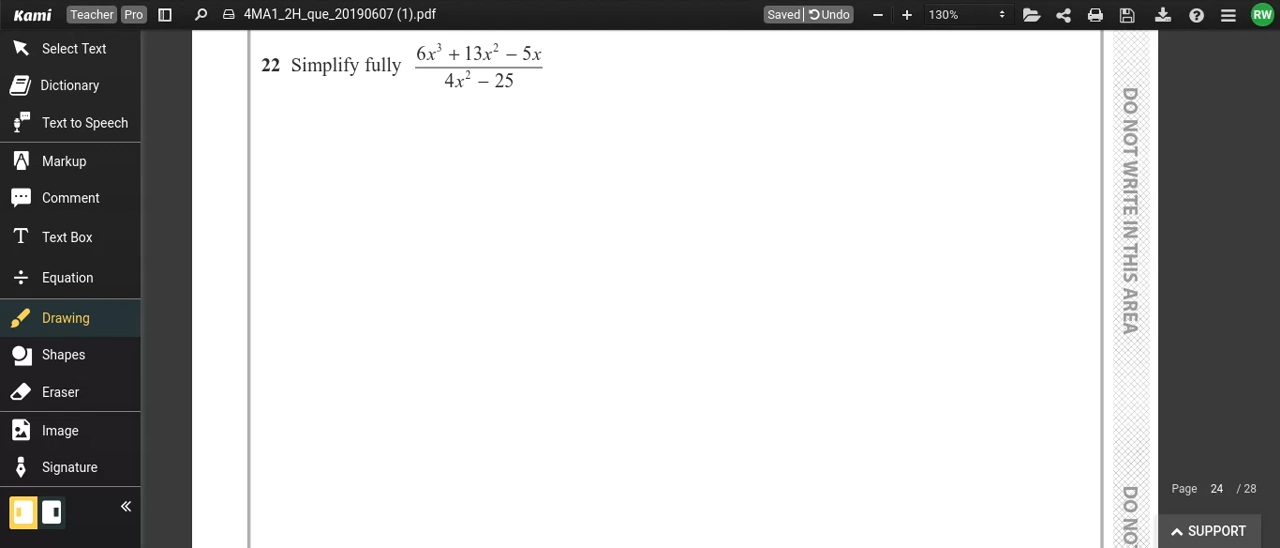 Kami Teacher Pro 4MA1_2H_que_20190607 (1).pdf Saved Undo − + 130% RW
Select Text
Dictionary
Text to Speech
Markup
Comment
Text Box
Equation
Drawing
Shapes
Eraser
Image
Signature
22 Simplify fully (6x³ + 13x² − 5x)/(4x² − 25)
DO NOT WRITE IN THIS AREA
DO NO
Page 24 / 28
SUPPORT